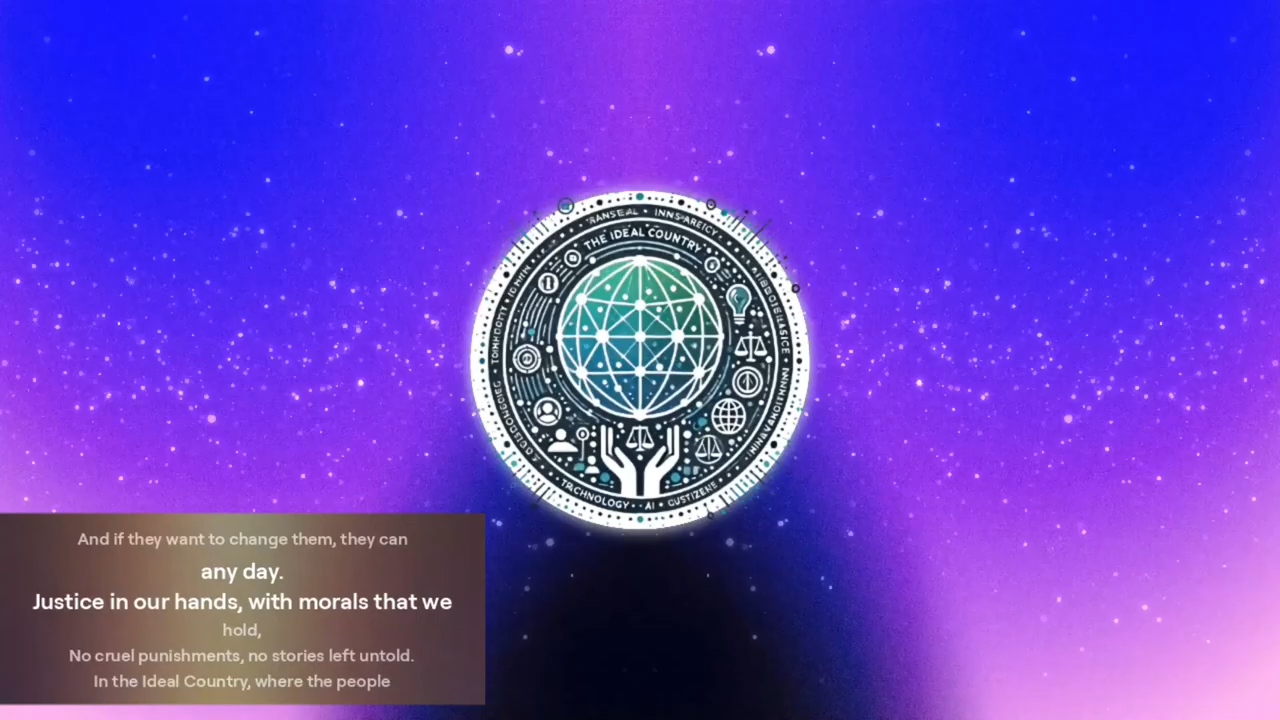 THE IDEAL COUNTRY
TECHNOLOGY • AI •
And if they want to change them, they can
any day.
Justice in our hands, with morals that we
hold,
No cruel punishments, no stories left untold.
In the Ideal Country, where the people